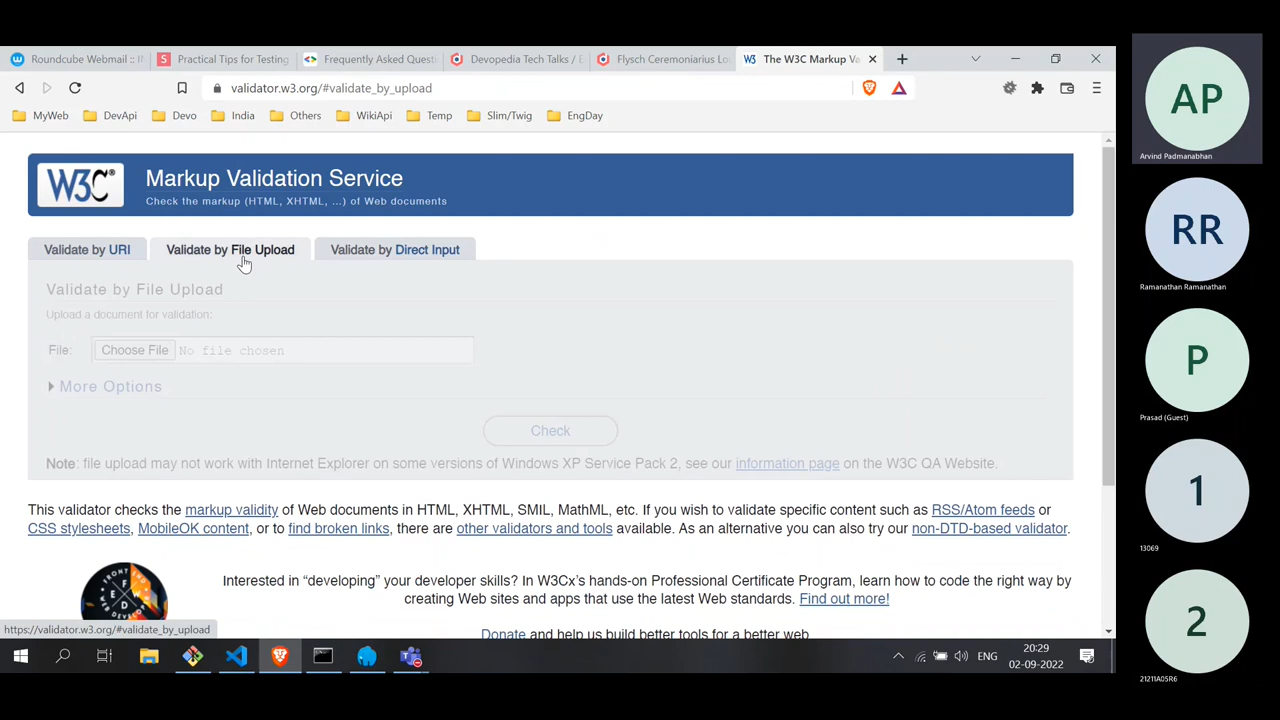 Roundcube Webmail ::
Practical Tips for Testing
Frequently Asked Quest
Devopedia Tech Talks /
Flysch Ceremoniarius Lo
The W3C Markup Va
validator.w3.org/#validate_by_upload
MyWeb
DevApi
Devo
India
Others
WikiApi
Temp
Slim/Twig
EngDay
W3C®
Markup Validation Service
Check the markup (HTML, XHTML, ...) of Web documents
Validate by URI
Validate by File Upload
Validate by Direct Input
Validate by File Upload
Upload a document for validation:
File:
Choose File
No file chosen
More Options
Check
Note: file upload may not work with Internet Explorer on some versions of Windows XP Service Pack 2, see our information page on the W3C QA Website.
This validator checks the markup validity of Web documents in HTML, XHTML, SMIL, MathML, etc. If you wish to validate specific content such as RSS/Atom feeds or
CSS stylesheets, MobileOK content, or to find broken links, there are other validators and tools available. As an alternative you can also try our non-DTD-based validator.
Interested in “developing” your developer skills? In W3Cx’s hands-on Professional Certificate Program, learn how to code the right way by
creating Web sites and apps that use the latest Web standards. Find out more!
Donate and help us build better tools for a better web
https://validator.w3.org/#validate_by_upload
ENG
20:29
02-09-2022
AP
Arvind Padmanabhan
RR
Ramanathan Ramanathan
P
Prasad (Guest)
1
13069
2
21211A05R6